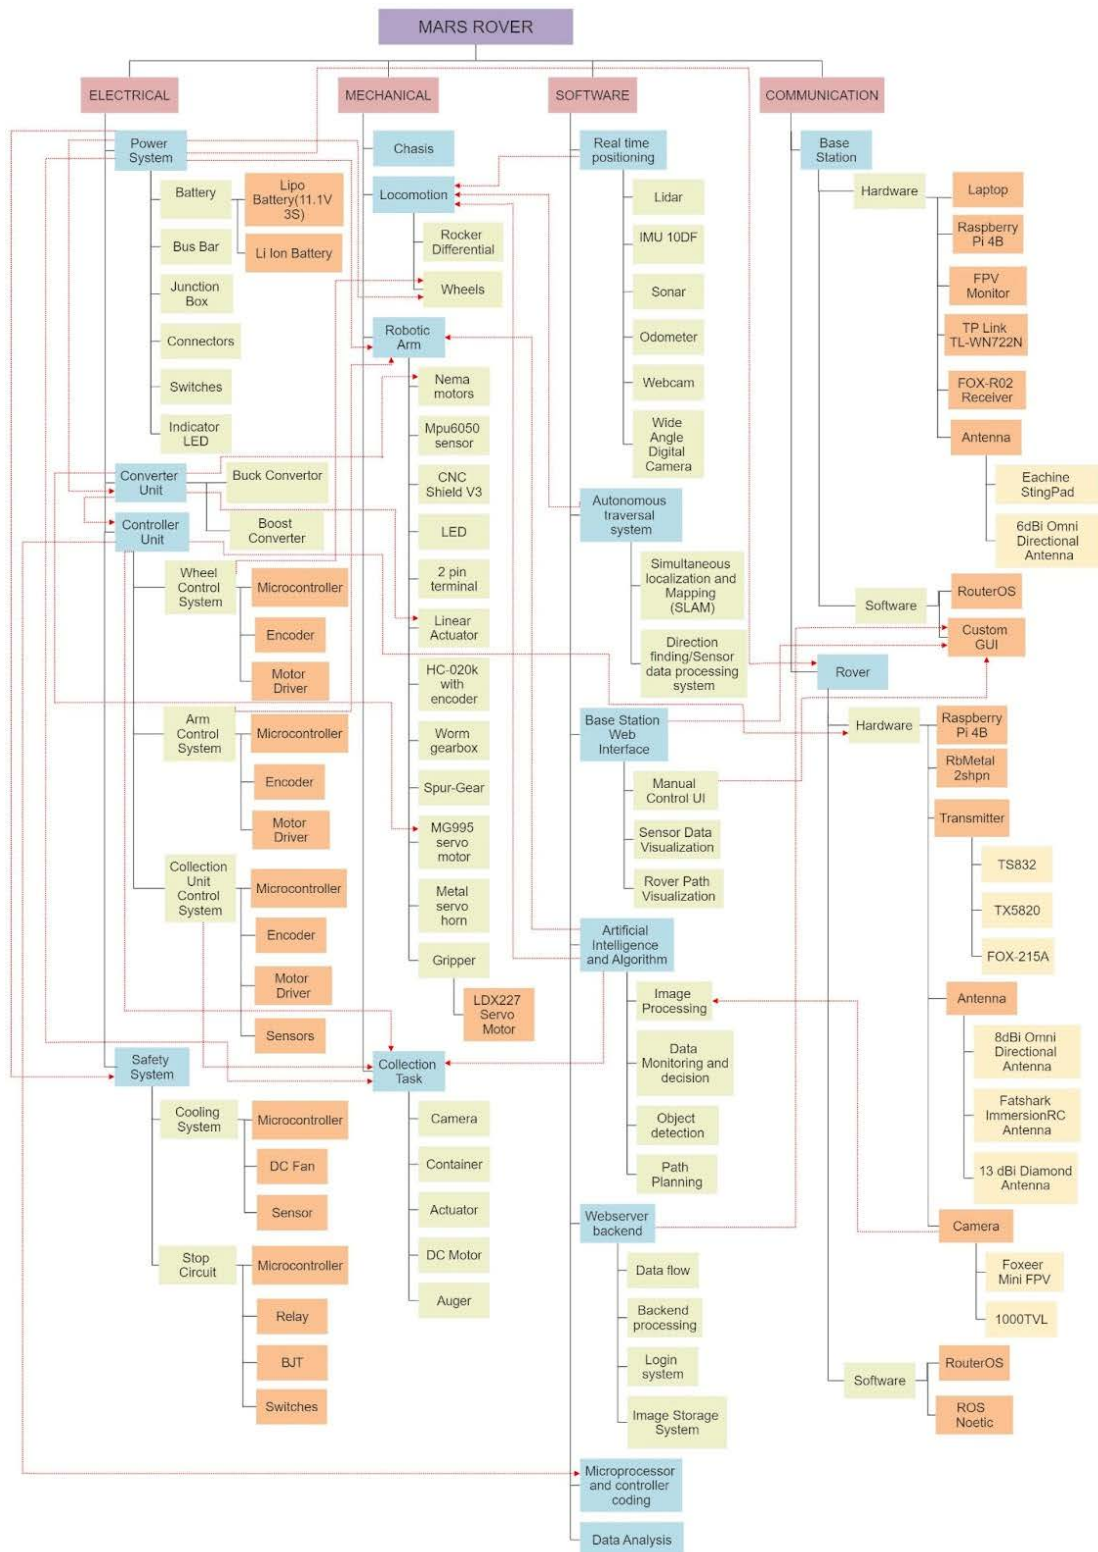 MARS ROVER
ELECTRICAL
Power
System
Battery
Lipo
Battery(11.1V
3S)
Li Ion Battery
Bus Bar
Junction
Box
Connectors
Switches
Indicator
LED
Converter
Unit
Buck Convertor
Boost
Converter
Controller
Unit
Wheel
Control
System
Microcontroller
Encoder
Motor
Driver
Arm
Control
System
Microcontroller
Encoder
Motor
Driver
Collection
Unit
Control
System
Microcontroller
Encoder
Motor
Driver
Sensors
Safety
System
Cooling
System
Microcontroller
DC Fan
Sensor
Stop
Circuit
Microcontroller
Relay
BJT
Switches
MECHANICAL
Chasis
Locomotion
Rocker
Differential
Wheels
Robotic
Arm
Nema
motors
Mpu6050
sensor
CNC
Shield V3
LED
2 pin
terminal
Linear
Actuator
HC-020k
with
encoder
Worm
gearbox
Spur-Gear
MG995
servo
motor
Metal
servo
horn
Gripper
LDX227
Servo
Motor
Collection
Task
Camera
Container
Actuator
DC Motor
Auger
SOFTWARE
Real time
positioning
Lidar
IMU 10DF
Sonar
Odometer
Webcam
Wide
Angle
Digital
Camera
Autonomous
traversal
system
Simultaneous
localization and
Mapping
(SLAM)
Direction
finding/Sensor
data processing
system
Base Station
Web
Interface
Manual
Control UI
Sensor Data
Visualization
Rover Path
Visualization
Artificial
Intelligence
and Algorithm
Image
Processing
Data
Monitoring and
decision
Object
detection
Path
Planning
Webserver
backend
Data flow
Backend
processing
Login
system
Image Storage
System
Microprocessor
and controller
coding
Data Analysis
COMMUNICATION
Base
Station
Hardware
Laptop
Raspberry
Pi 4B
FPV
Monitor
TP Link
TL-WN722N
FOX-R02
Receiver
Antenna
Eachine
StingPad
6dBi Omni
Directional
Antenna
Software
RouterOS
Custom
GUI
Rover
Hardware
Raspberry
Pi 4B
RbMetal
2shpn
Transmitter
TS832
TX5820
FOX-215A
Antenna
8dBi Omni
Directional
Antenna
Fatshark
ImmersionRC
Antenna
13 dBi Diamond
Antenna
Camera
Foxeer
Mini FPV
1000TVL
Software
RouterOS
ROS
Noetic